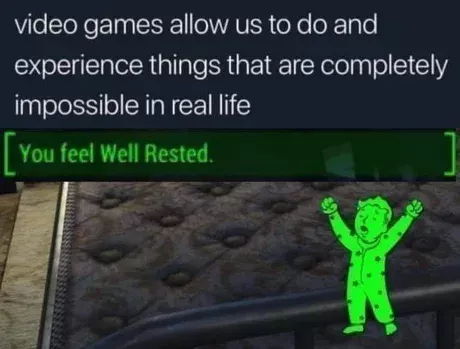 video games allow us to do and
experience things that are completely
impossible in real life
You feel Well Rested.